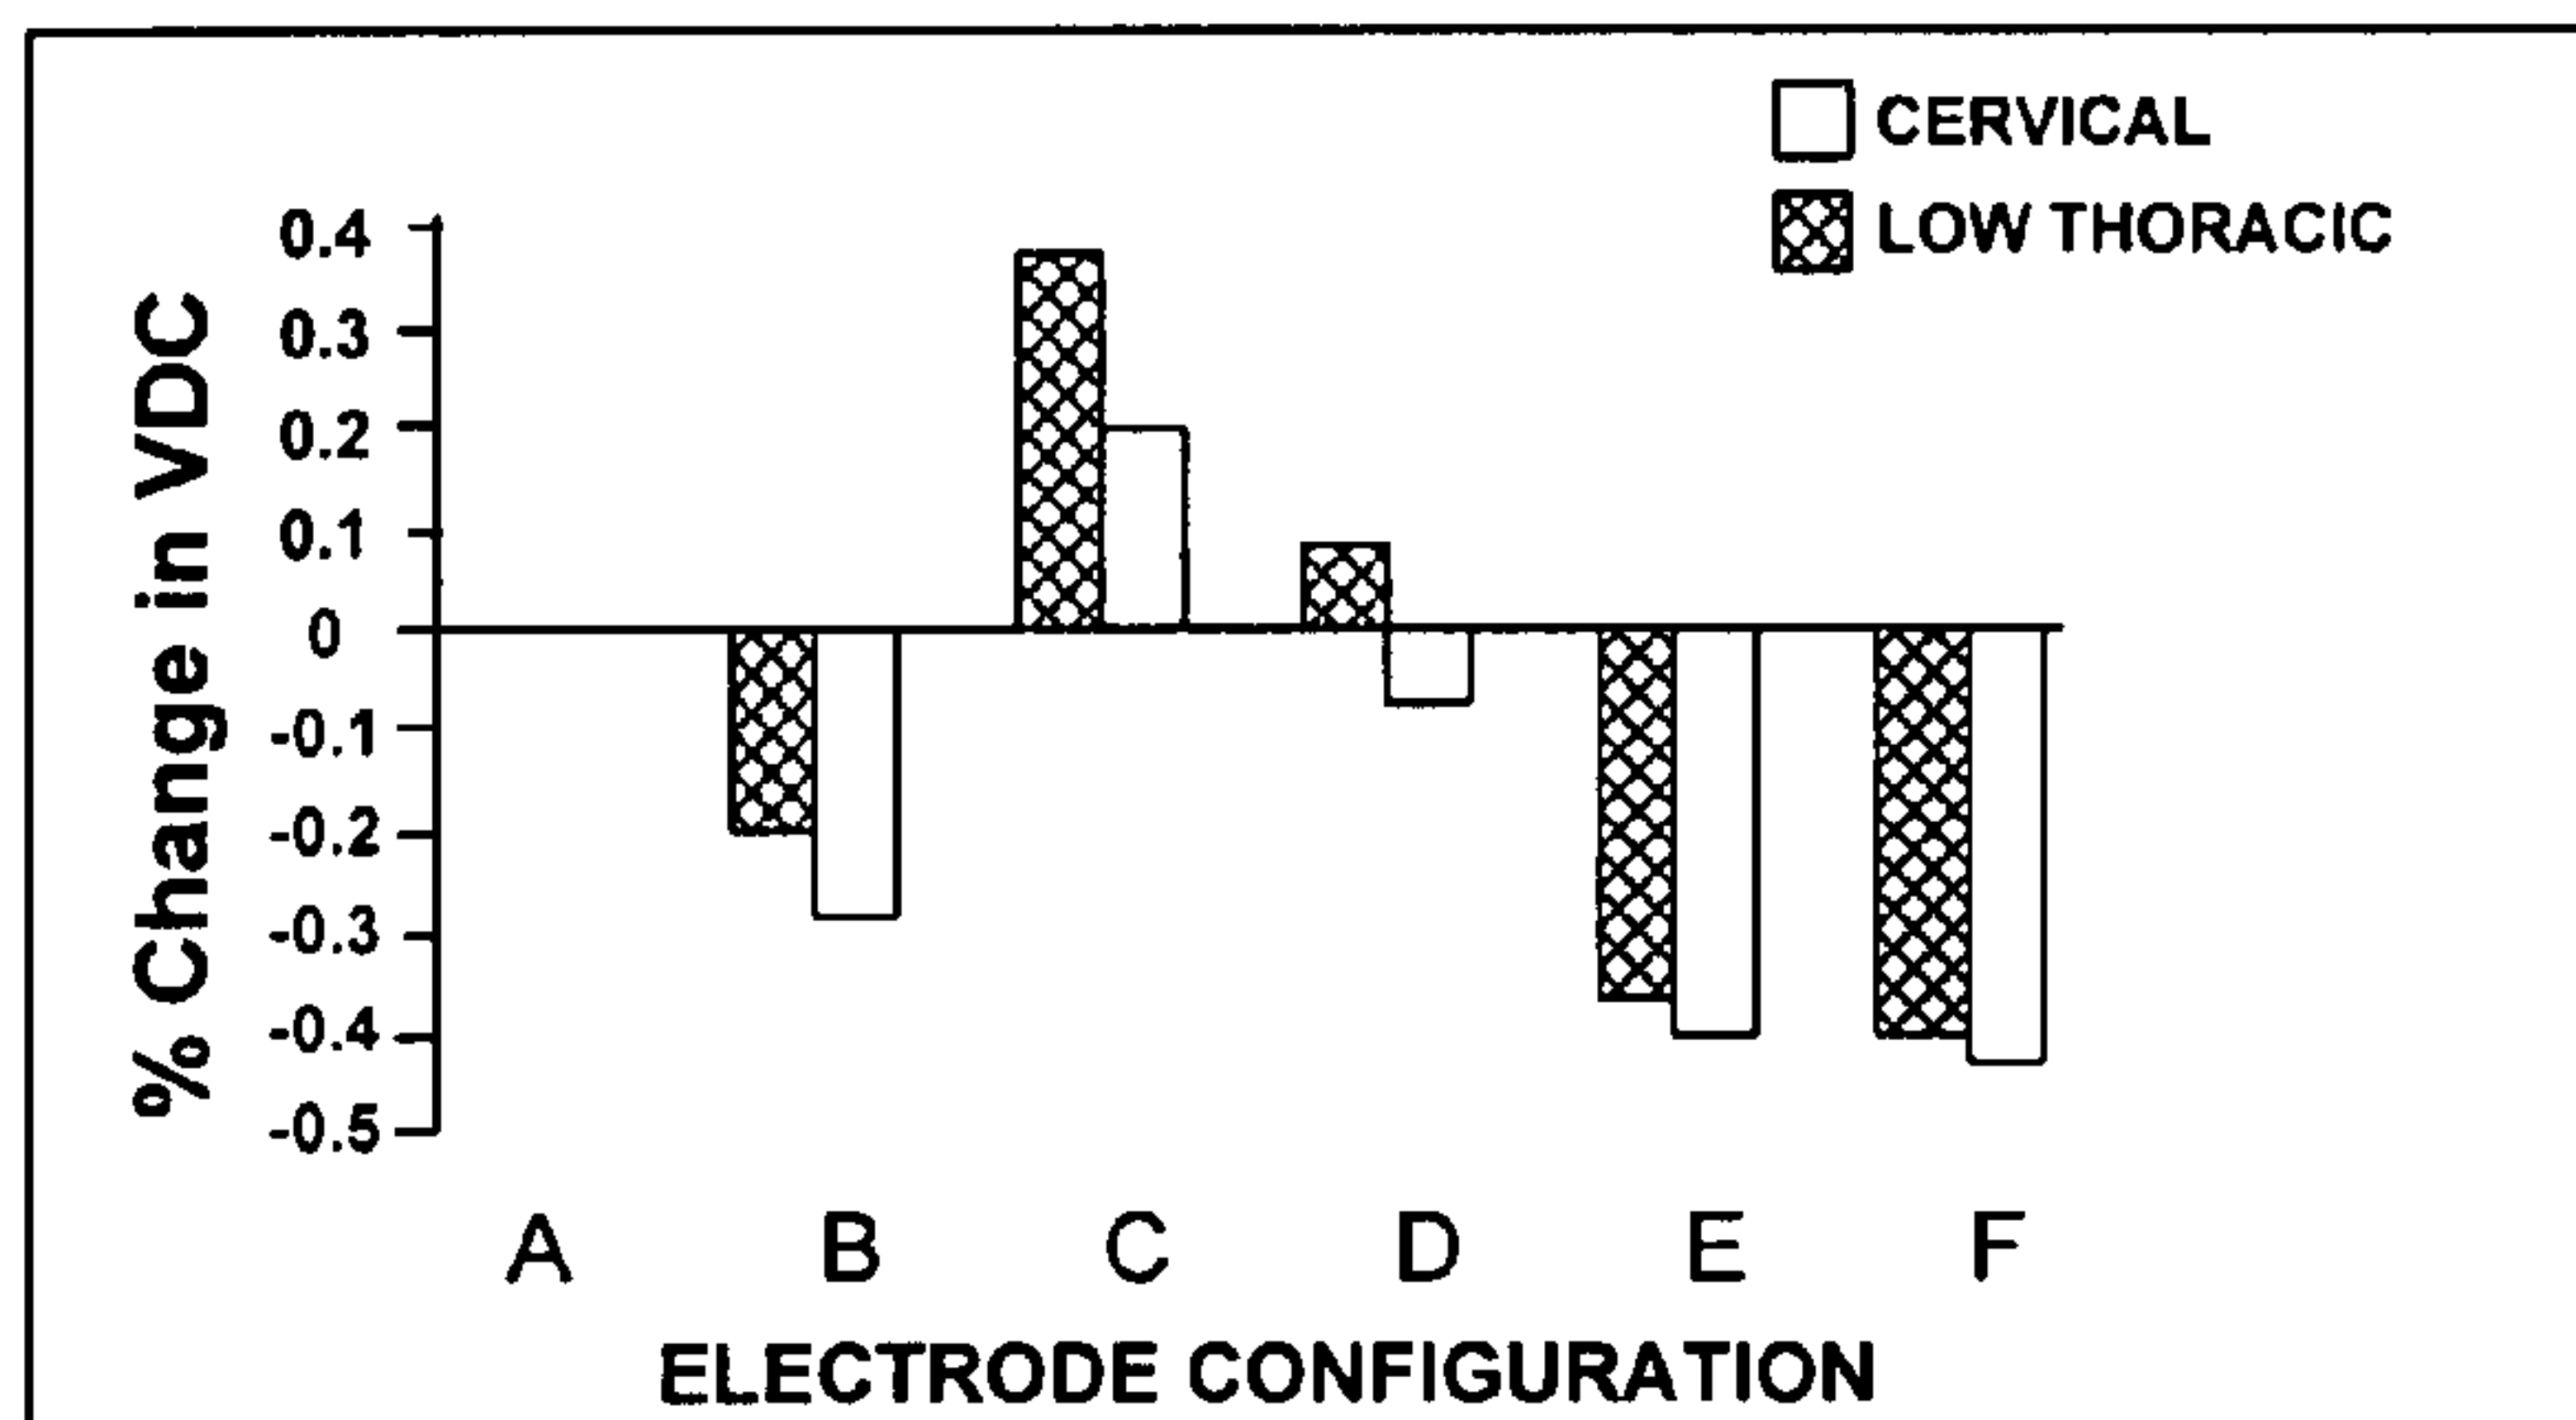 CERVICAL
LOW THORACIC
% Change in VDC
0.4
0.3
0.2
0.1
0
-0.1
-0.2
-0.3
-0.4
-0.5
A B C D E F
ELECTRODE CONFIGURATION